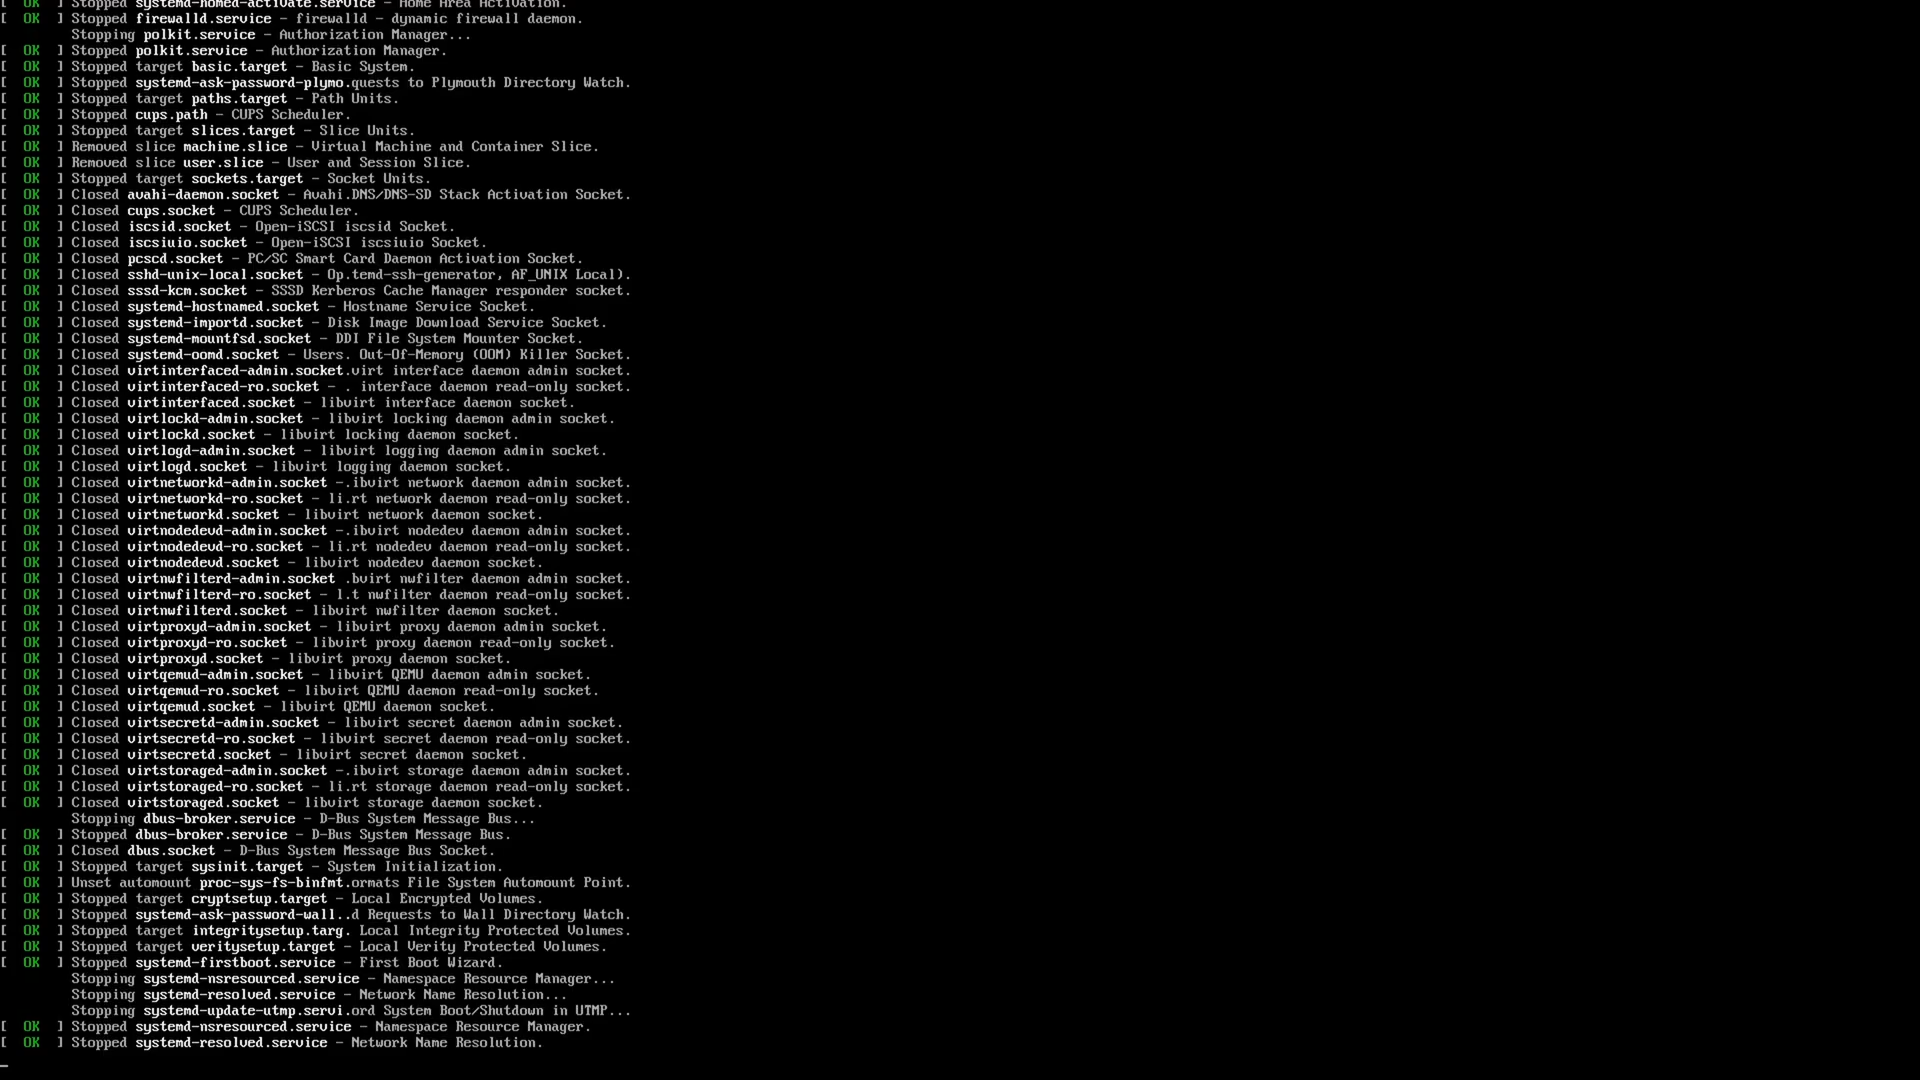 [  OK  ] Stopped systemd-homed-activate.service - Home Area Activation.
[  OK  ] Stopped firewalld.service - firewalld - dynamic firewall daemon.
         Stopping polkit.service - Authorization Manager...
[  OK  ] Stopped polkit.service - Authorization Manager.
[  OK  ] Stopped target basic.target - Basic System.
[  OK  ] Stopped systemd-ask-password-plymo.quests to Plymouth Directory Watch.
[  OK  ] Stopped target paths.target - Path Units.
[  OK  ] Stopped cups.path - CUPS Scheduler.
[  OK  ] Stopped target slices.target - Slice Units.
[  OK  ] Removed slice machine.slice - Virtual Machine and Container Slice.
[  OK  ] Removed slice user.slice - User and Session Slice.
[  OK  ] Stopped target sockets.target - Socket Units.
[  OK  ] Closed avahi-daemon.socket - Avahi.DNS/DNS-SD Stack Activation Socket.
[  OK  ] Closed cups.socket - CUPS Scheduler.
[  OK  ] Closed iscsid.socket - Open-iSCSI iscsid Socket.
[  OK  ] Closed iscsiuio.socket - Open-iSCSI iscsiuio Socket.
[  OK  ] Closed pcscd.socket - PC/SC Smart Card Daemon Activation Socket.
[  OK  ] Closed sshd-unix-local.socket - Op.temd-ssh-generator, AF_UNIX Local).
[  OK  ] Closed sssd-kcm.socket - SSSD Kerberos Cache Manager responder socket.
[  OK  ] Closed systemd-hostnamed.socket - Hostname Service Socket.
[  OK  ] Closed systemd-importd.socket - Disk Image Download Service Socket.
[  OK  ] Closed systemd-mountfsd.socket - DDI File System Mounter Socket.
[  OK  ] Closed systemd-oomd.socket - Users. Out-Of-Memory (OOM) Killer Socket.
[  OK  ] Closed virtinterfaced-admin.socket.virt interface daemon admin socket.
[  OK  ] Closed virtinterfaced-ro.socket - . interface daemon read-only socket.
[  OK  ] Closed virtinterfaced.socket - libvirt interface daemon socket.
[  OK  ] Closed virtlockd-admin.socket - libvirt locking daemon admin socket.
[  OK  ] Closed virtlockd.socket - libvirt locking daemon socket.
[  OK  ] Closed virtlogd-admin.socket - libvirt logging daemon admin socket.
[  OK  ] Closed virtlogd.socket - libvirt logging daemon socket.
[  OK  ] Closed virtnetworkd-admin.socket -.ibvirt network daemon admin socket.
[  OK  ] Closed virtnetworkd-ro.socket - li.rt network daemon read-only socket.
[  OK  ] Closed virtnetworkd.socket - libvirt network daemon socket.
[  OK  ] Closed virtnodedevd-admin.socket -.ibvirt nodedev daemon admin socket.
[  OK  ] Closed virtnodedevd-ro.socket - li.rt nodedev daemon read-only socket.
[  OK  ] Closed virtnodedevd.socket - libvirt nodedev daemon socket.
[  OK  ] Closed virtnwfilterd-admin.socket .bvirt nwfilter daemon admin socket.
[  OK  ] Closed virtnwfilterd-ro.socket - l.t nwfilter daemon read-only socket.
[  OK  ] Closed virtnwfilterd.socket - libvirt nwfilter daemon socket.
[  OK  ] Closed virtproxyd-admin.socket - libvirt proxy daemon admin socket.
[  OK  ] Closed virtproxyd-ro.socket - libvirt proxy daemon read-only socket.
[  OK  ] Closed virtproxyd.socket - libvirt proxy daemon socket.
[  OK  ] Closed virtqemud-admin.socket - libvirt QEMU daemon admin socket.
[  OK  ] Closed virtqemud-ro.socket - libvirt QEMU daemon read-only socket.
[  OK  ] Closed virtqemud.socket - libvirt QEMU daemon socket.
[  OK  ] Closed virtsecretd-admin.socket - libvirt secret daemon admin socket.
[  OK  ] Closed virtsecretd-ro.socket - libvirt secret daemon read-only socket.
[  OK  ] Closed virtsecretd.socket - libvirt secret daemon socket.
[  OK  ] Closed virtstoraged-admin.socket -.ibvirt storage daemon admin socket.
[  OK  ] Closed virtstoraged-ro.socket - li.rt storage daemon read-only socket.
[  OK  ] Closed virtstoraged.socket - libvirt storage daemon socket.
         Stopping dbus-broker.service - D-Bus System Message Bus...
[  OK  ] Stopped dbus-broker.service - D-Bus System Message Bus.
[  OK  ] Closed dbus.socket - D-Bus System Message Bus Socket.
[  OK  ] Stopped target sysinit.target - System Initialization.
[  OK  ] Unset automount proc-sys-fs-binfmt.ormats File System Automount Point.
[  OK  ] Stopped target cryptsetup.target - Local Encrypted Volumes.
[  OK  ] Stopped systemd-ask-password-wall..d Requests to Wall Directory Watch.
[  OK  ] Stopped target integritysetup.targ. Local Integrity Protected Volumes.
[  OK  ] Stopped target veritysetup.target - Local Verity Protected Volumes.
[  OK  ] Stopped systemd-firstboot.service - First Boot Wizard.
         Stopping systemd-nsresourced.service - Namespace Resource Manager...
         Stopping systemd-resolved.service - Network Name Resolution...
         Stopping systemd-update-utmp.servi.ord System Boot/Shutdown in UTMP...
[  OK  ] Stopped systemd-nsresourced.service - Namespace Resource Manager.
[  OK  ] Stopped systemd-resolved.service - Network Name Resolution.